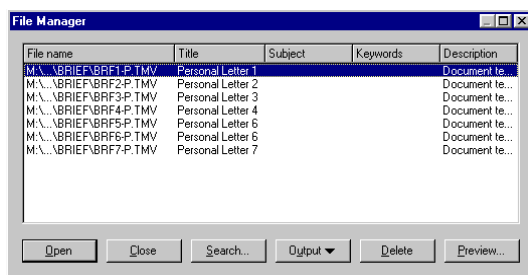 File Manager
File name Title Subject Keywords Description
M:\...\BRIEF\BRF1-P.TMV Personal Letter 1 Document te...
M:\...\BRIEF\BRF2-P.TMV Personal Letter 2 Document te...
M:\...\BRIEF\BRF3-P.TMV Personal Letter 3 Document te...
M:\...\BRIEF\BRF4-P.TMV Personal Letter 4 Document te...
M:\...\BRIEF\BRF5-P.TMV Personal Letter 6 Document te...
M:\...\BRIEF\BRF6-P.TMV Personal Letter 6 Document te...
M:\...\BRIEF\BRF7-P.TMV Personal Letter 7 Document te...
Open Close Search... Output Delete Preview...